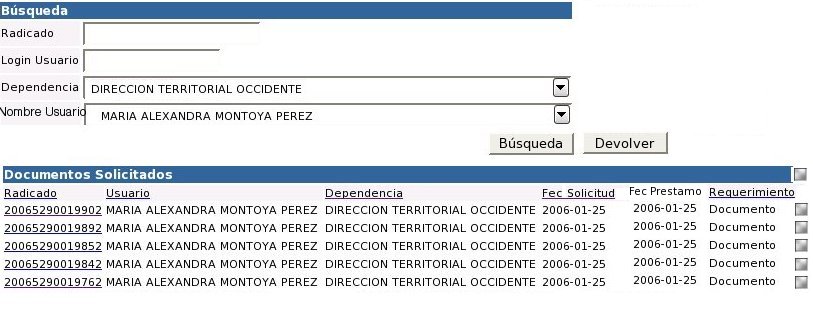 Búsqueda
Radicado
Login Usuario
Dependencia DIRECCION TERRITORIAL OCCIDENTE
Nombre Usuario MARIA ALEXANDRA MONTOYA PEREZ
Búsqueda Devolver
Documentos Solicitados
Radicado Usuario Dependencia Fec Solicitud Fec Prestamo Requerimiento
20065290019902 MARIA ALEXANDRA MONTOYA PEREZ DIRECCION TERRITORIAL OCCIDENTE 2006-01-25 2006-01-25 Documento
20065290019892 MARIA ALEXANDRA MONTOYA PEREZ DIRECCION TERRITORIAL OCCIDENTE 2006-01-25 2006-01-25 Documento
20065290019852 MARIA ALEXANDRA MONTOYA PEREZ DIRECCION TERRITORIAL OCCIDENTE 2006-01-25 2006-01-25 Documento
20065290019842 MARIA ALEXANDRA MONTOYA PEREZ DIRECCION TERRITORIAL OCCIDENTE 2006-01-25 2006-01-25 Documento
20065290019762 MARIA ALEXANDRA MONTOYA PEREZ DIRECCION TERRITORIAL OCCIDENTE 2006-01-25 2006-01-25 Documento